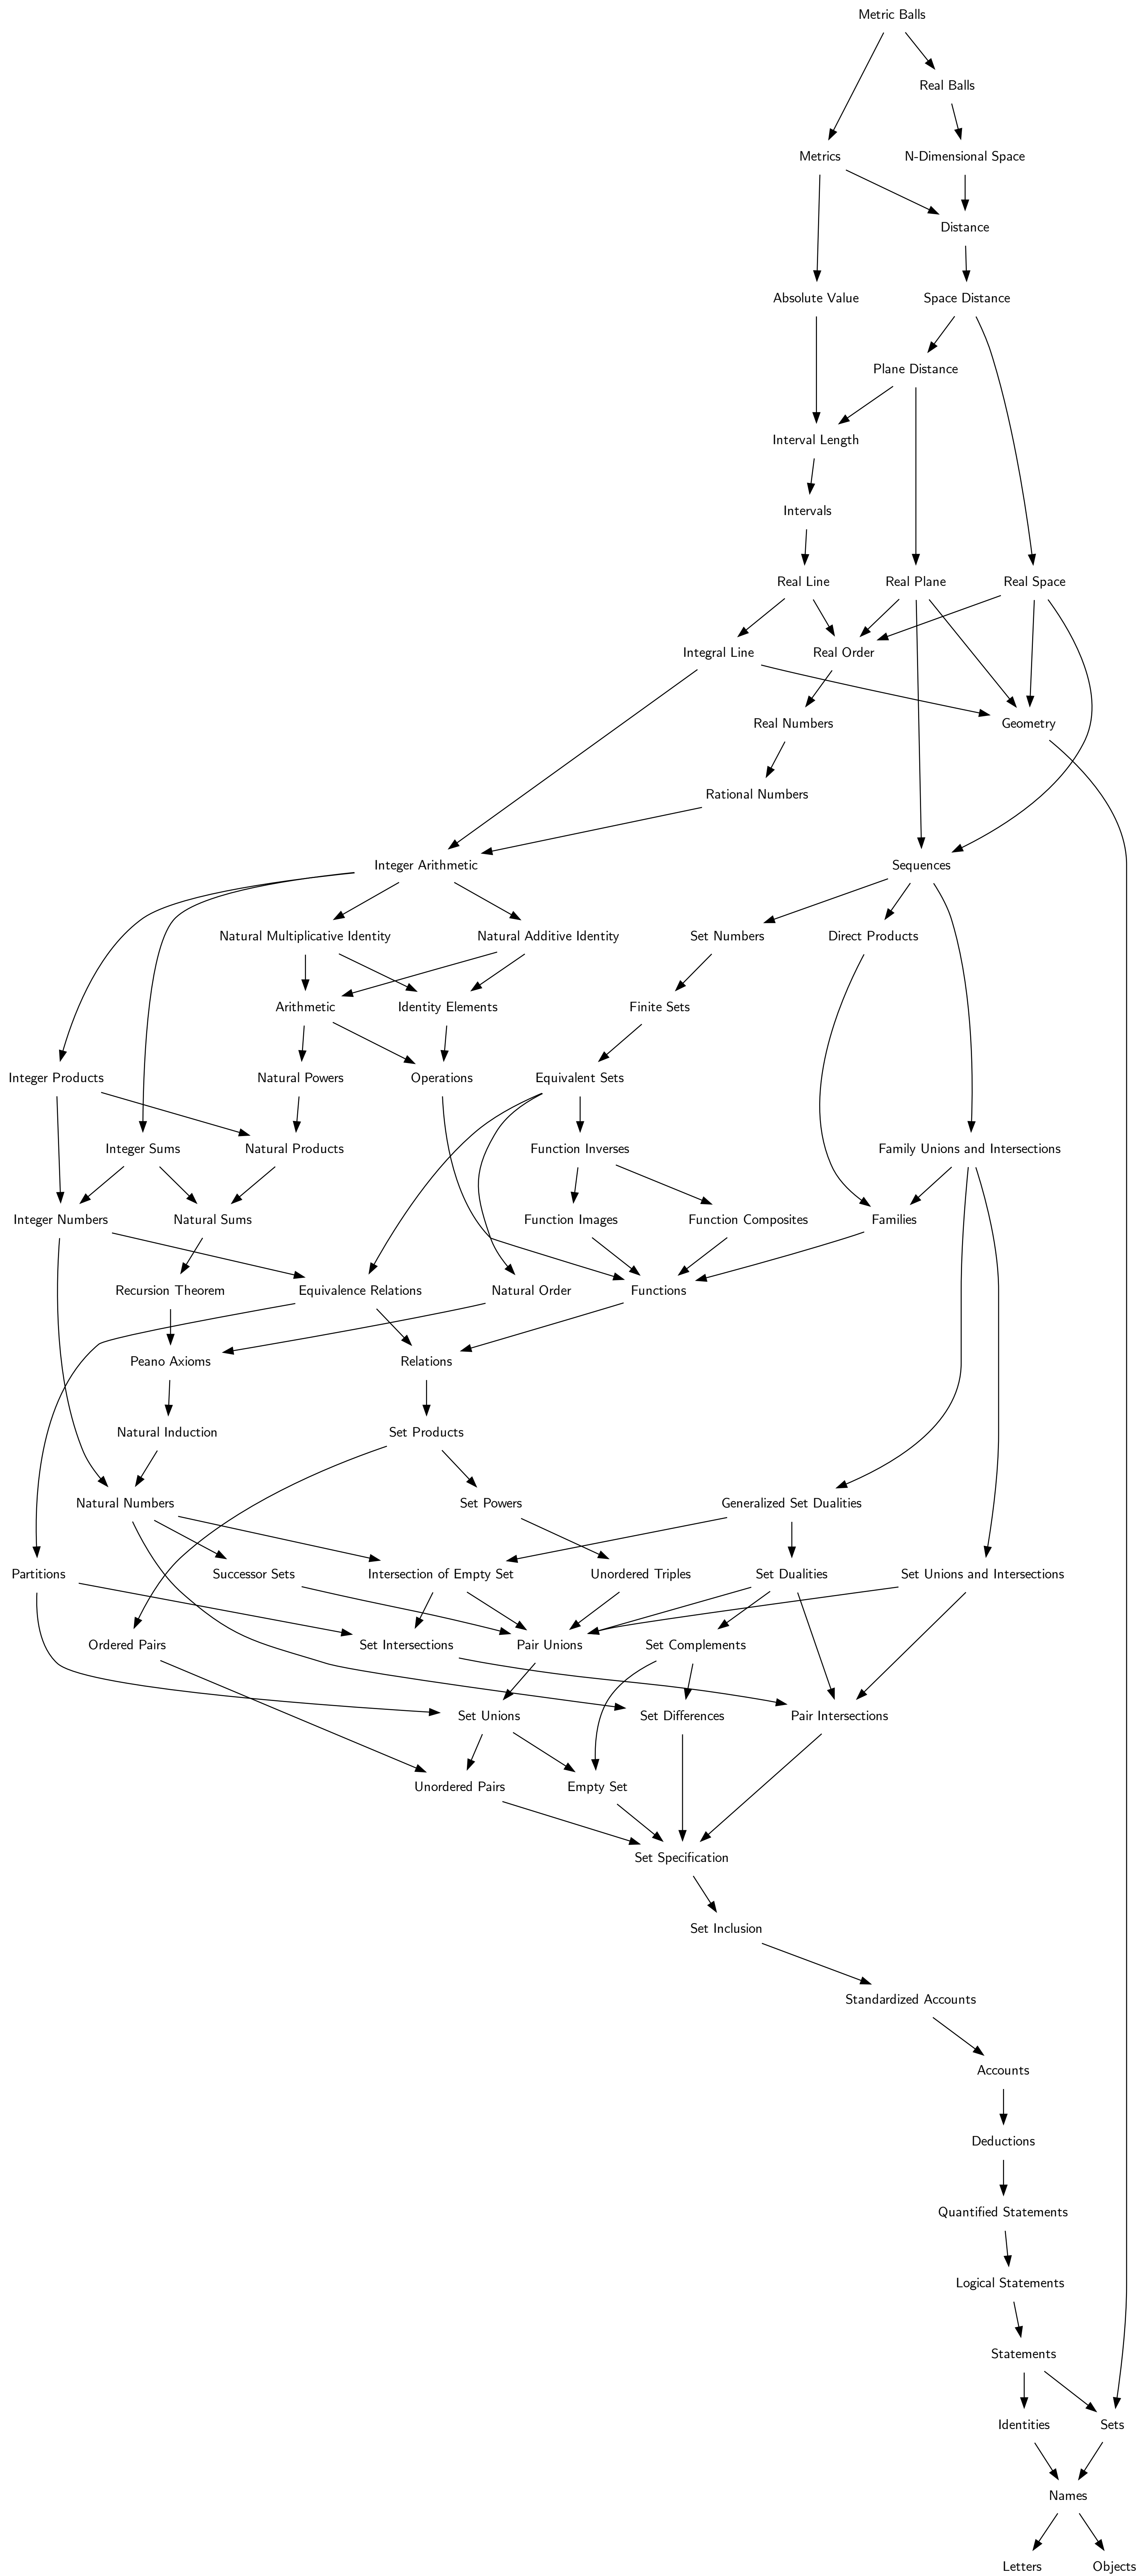 Metric Balls
Real Balls
Metrics
N-Dimensional Space
Distance
Absolute Value
Space Distance
Plane Distance
Interval Length
Intervals
Real Line
Real Plane
Real Space
Integral Line
Real Order
Real Numbers
Geometry
Rational Numbers
Integer Arithmetic
Sequences
Natural Multiplicative Identity
Natural Additive Identity
Set Numbers
Direct Products
Arithmetic
Identity Elements
Finite Sets
Integer Products
Natural Powers
Operations
Equivalent Sets
Integer Sums
Natural Products
Function Inverses
Family Unions and Intersections
Integer Numbers
Natural Sums
Function Images
Function Composites
Families
Recursion Theorem
Equivalence Relations
Natural Order
Functions
Peano Axioms
Relations
Natural Induction
Set Products
Natural Numbers
Set Powers
Generalized Set Dualities
Partitions
Successor Sets
Intersection of Empty Set
Unordered Triples
Set Dualities
Set Unions and Intersections
Ordered Pairs
Set Intersections
Pair Unions
Set Complements
Set Unions
Set Differences
Pair Intersections
Unordered Pairs
Empty Set
Set Specification
Set Inclusion
Standardized Accounts
Accounts
Deductions
Quantified Statements
Logical Statements
Statements
Identities
Sets
Names
Letters
Objects